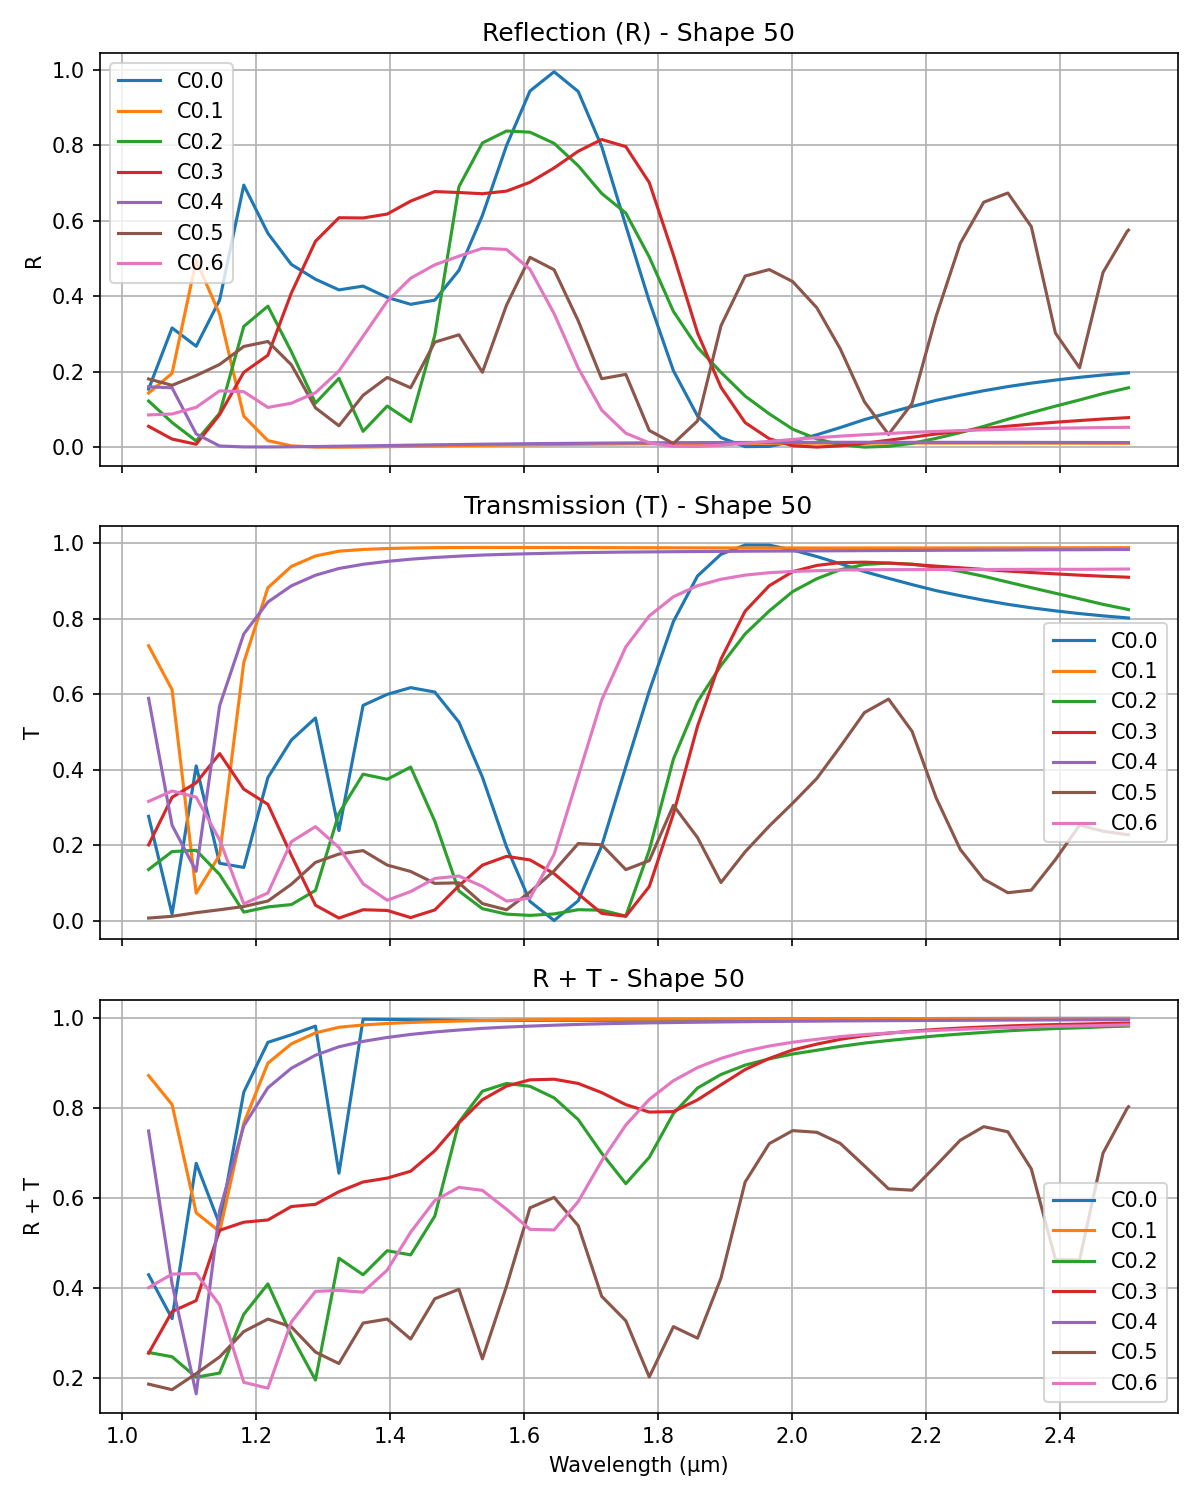 Reflection (R) - Shape 50
1.0
0.8
0.6
0.4
0.2
0.0
R
C0.0
C0.1
C0.2
C0.3
C0.4
C0.5
C0.6
Transmission (T) - Shape 50
1.0
0.8
0.6
0.4
0.2
0.0
T
C0.0
C0.1
C0.2
C0.3
C0.4
C0.5
C0.6
R + T - Shape 50
1.0
0.8
0.6
0.4
0.2
R + T
C0.0
C0.1
C0.2
C0.3
C0.4
C0.5
C0.6
1.0 1.2 1.4 1.6 1.8 2.0 2.2 2.4
Wavelength (μm)